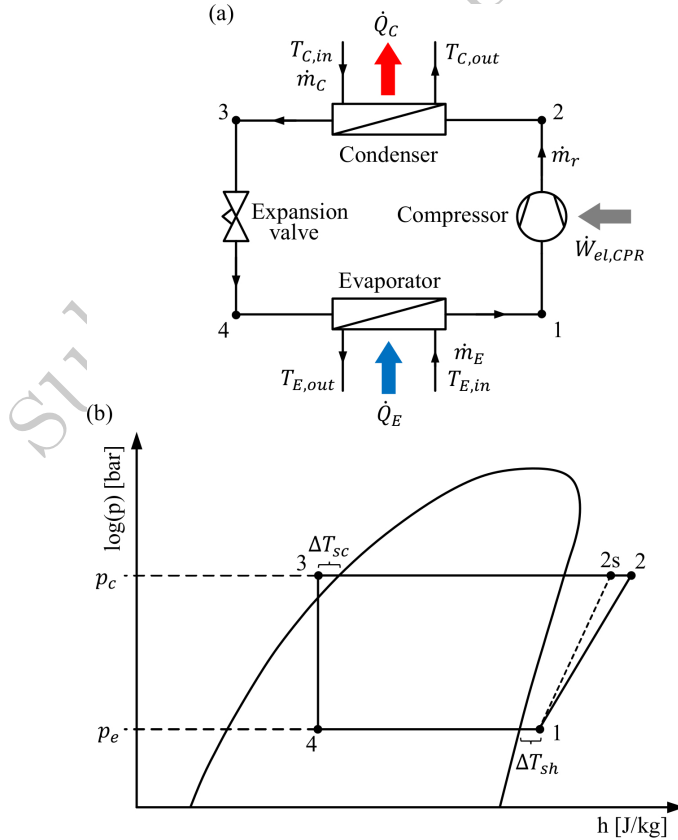 (a)
Q̇_C
T_{C,in}
T_{C,out}
ṁ_C
3
2
Condenser
ṁ_r
Expansion
valve
Compressor
Ẇ_{el,CPR}
Evaporator
4
1
ṁ_E
T_{E,out}
T_{E,in}
Q̇_E
(b)
log(p) [bar]
ΔT_{sc}
3
2s
2
p_c
p_e
4
1
ΔT_{sh}
h [J/kg]